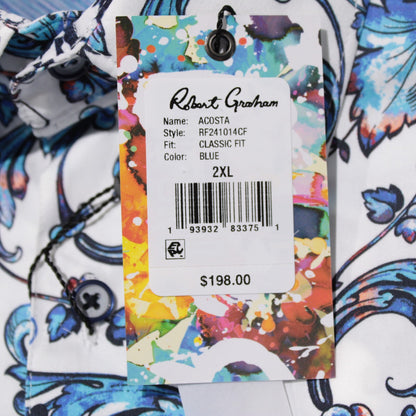 Robert Graham
Name: ACOSTA
Style: RF241014CF
Fit: CLASSIC FIT
Color: BLUE
2XL
1 93932 83375 1
$198.00